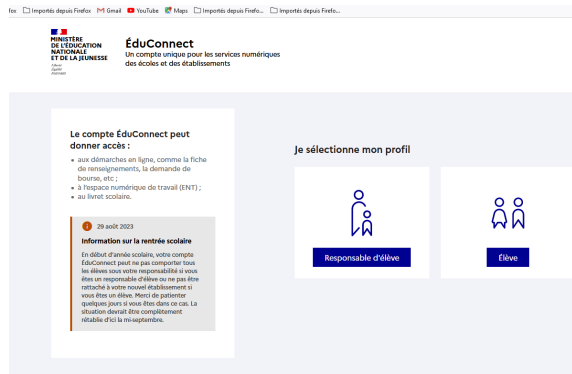 fox Importés depuis Firefox Gmail YouTube Maps Importés depuis Firefo... Importés depuis Firefo...
MINISTÈRE
DE L'ÉDUCATION
NATIONALE
ET DE LA JEUNESSE
Liberté
Égalité
Fraternité
ÉduConnect
Un compte unique pour les services numériques
des écoles et des établissements
Le compte ÉduConnect peut
donner accès :
aux démarches en ligne, comme la fiche
de renseignements, la demande de
bourse, etc ;
à l'espace numérique de travail (ENT) ;
au livret scolaire.
29 août 2023
Information sur la rentrée scolaire
En début d'année scolaire, votre compte
ÉduConnect peut ne pas comporter tous
les élèves sous votre responsabilité si vous
êtes un responsable d'élève ou ne pas être
rattaché à votre nouvel établissement si
vous êtes un élève. Merci de patienter
quelques jours si vous êtes dans ce cas. La
situation devrait être complètement
rétablie d'ici la mi-septembre.
Je sélectionne mon profil
Responsable d'élève
Élève